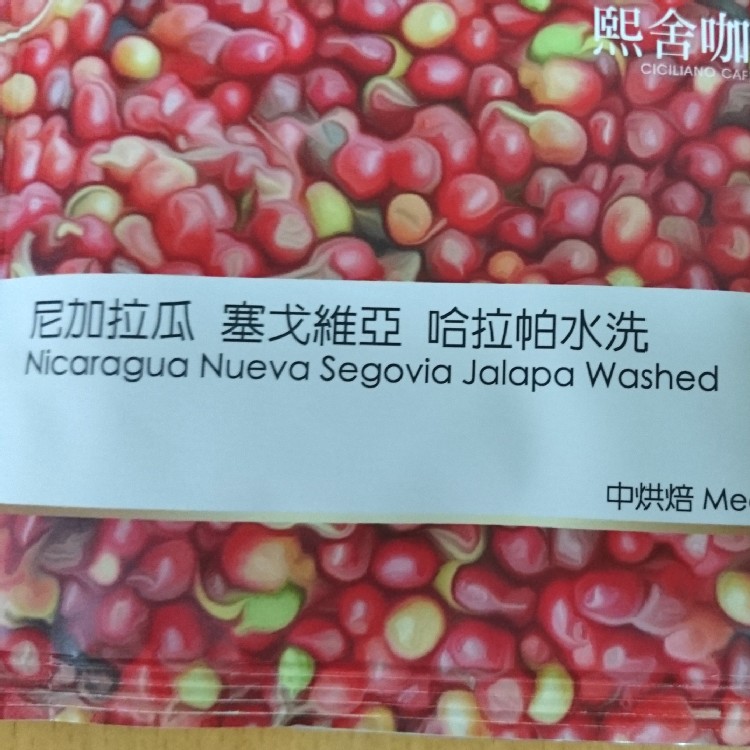 熙舍咖
CICILIANO CAF
尼加拉瓜 塞戈維亞 哈拉帕水洗
Nicaragua Nueva Segovia Jalapa Washed
中烘焙 Med